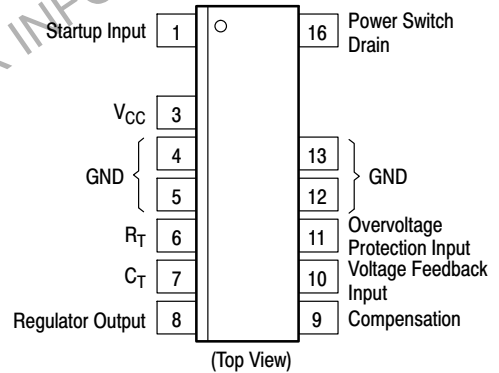 Startup Input 1 16 Power Switch
Drain
VCC 3
GND 4 13 GND
5 12
RT 6 11 Overvoltage
Protection Input
CT 7 10 Voltage Feedback
Input
Regulator Output 8 9 Compensation
(Top View)